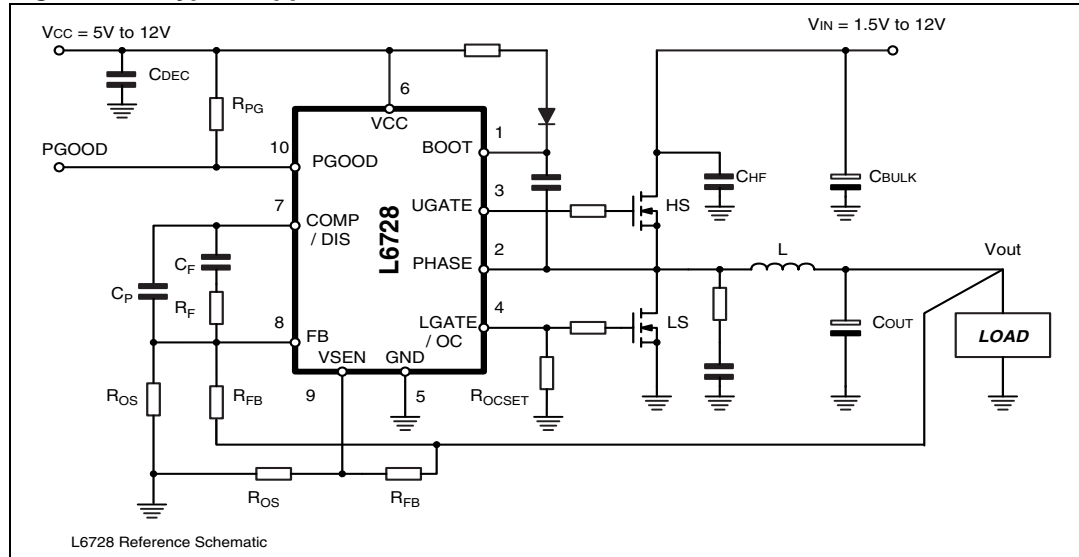 VCC = 5V to 12V
VIN = 1.5V to 12V
CDEC
RPG
6
VCC
1
BOOT
PGOOD
10
PGOOD
3
UGATE
HS
CHF
CBULK
7
COMP
/ DIS
L6728
2
PHASE
L
Vout
CF
CP
RF
4
LGATE
/ OC
LS
COUT
LOAD
8
FB
VSEN
GND
9
5
ROCSET
ROS
RFB
ROS
RFB
L6728 Reference Schematic